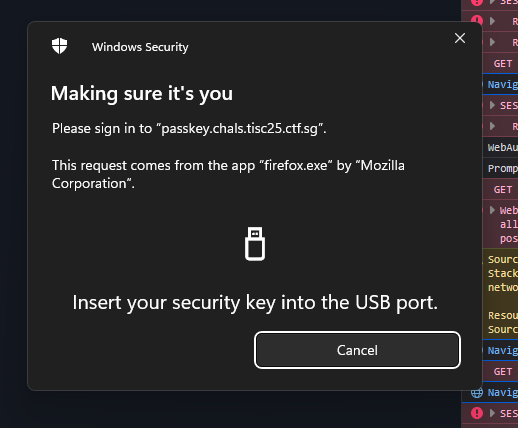 Windows Security
Making sure it's you
Please sign in to "passkey.chals.tisc25.ctf.sg".
This request comes from the app "firefox.exe" by "Mozilla
Corporation".
Insert your security key into the USB port.
Cancel
SES
R
R
GET
Navig
SES
R
WebAu
Promp
GET
Web
all
pos
Sourc
Stack
netwo
Resou
Sourc
Navig
GET
Navig
SES